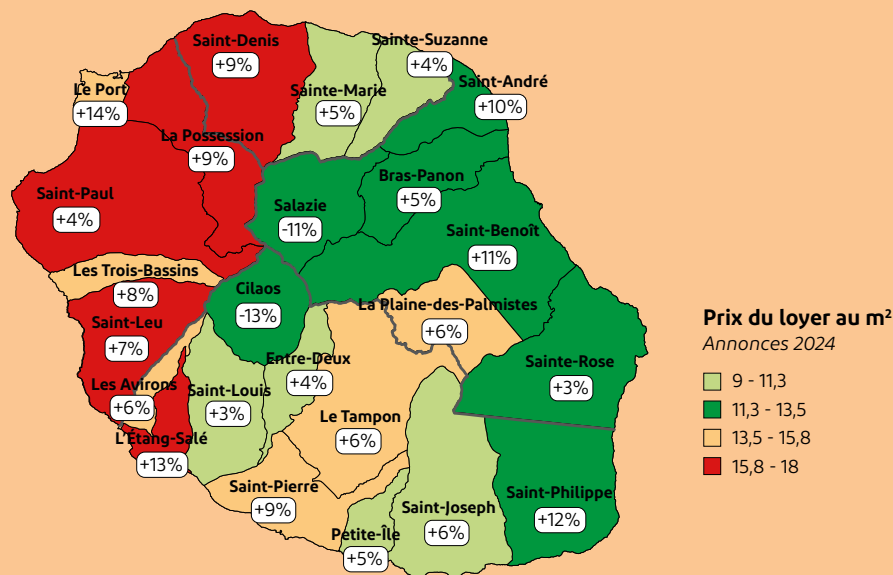 Saint-Denis
+9%
Sainte-Suzanne
+4%
Sainte-Marie
+5%
Saint-André
+10%
Le Port
+14%
La Possession
+9%
Saint-Paul
+4%
Bras-Panon
+5%
Salazie
-11%
Saint-Benoît
+11%
Les Trois-Bassins
+8%
Cilaos
-13%
La Plaine-des-Palmistes
+6%
Saint-Leu
+7%
Entre-Deux
+4%
Sainte-Rose
+3%
Les Avirons
+6%
Saint-Louis
+3%
Le Tampon
+6%
L'Étang-Salé
+13%
Saint-Pierre
+9%
Saint-Joseph
+6%
Saint-Philippe
+12%
Petite-Île
+5%
Prix du loyer au m²
Annonces 2024
9 - 11,3
11,3 - 13,5
13,5 - 15,8
15,8 - 18